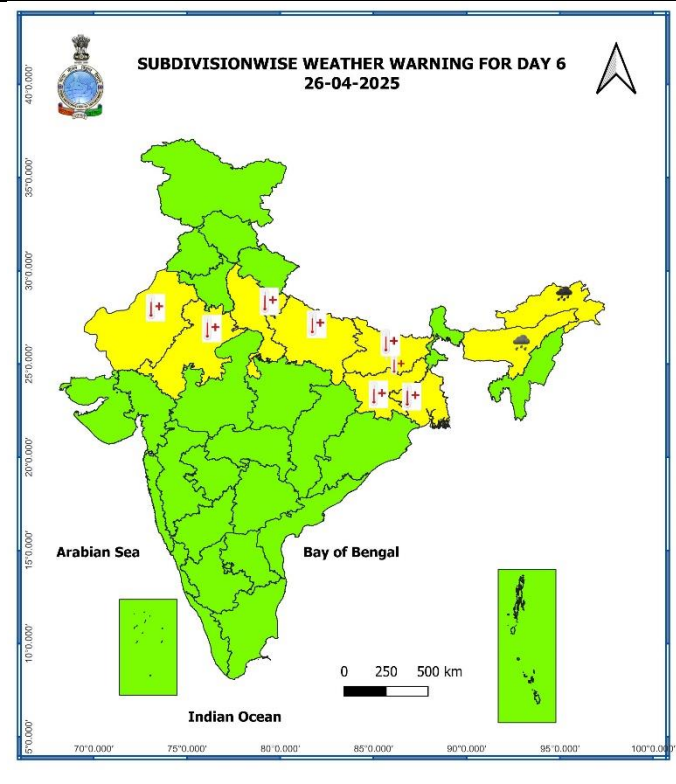 SUBDIVISIONWISE WEATHER WARNING FOR DAY 6
26-04-2025
40°0.000'
35°0.000'
30°0.000'
25°0.000'
20°0.000'
15°0.000'
10°0.000'
5°0.000'
Arabian Sea
Bay of Bengal
0 250 500 km
Indian Ocean
70°0.000' 75°0.000' 80°0.000' 85°0.000' 90°0.000' 95°0.000' 100°0.000'